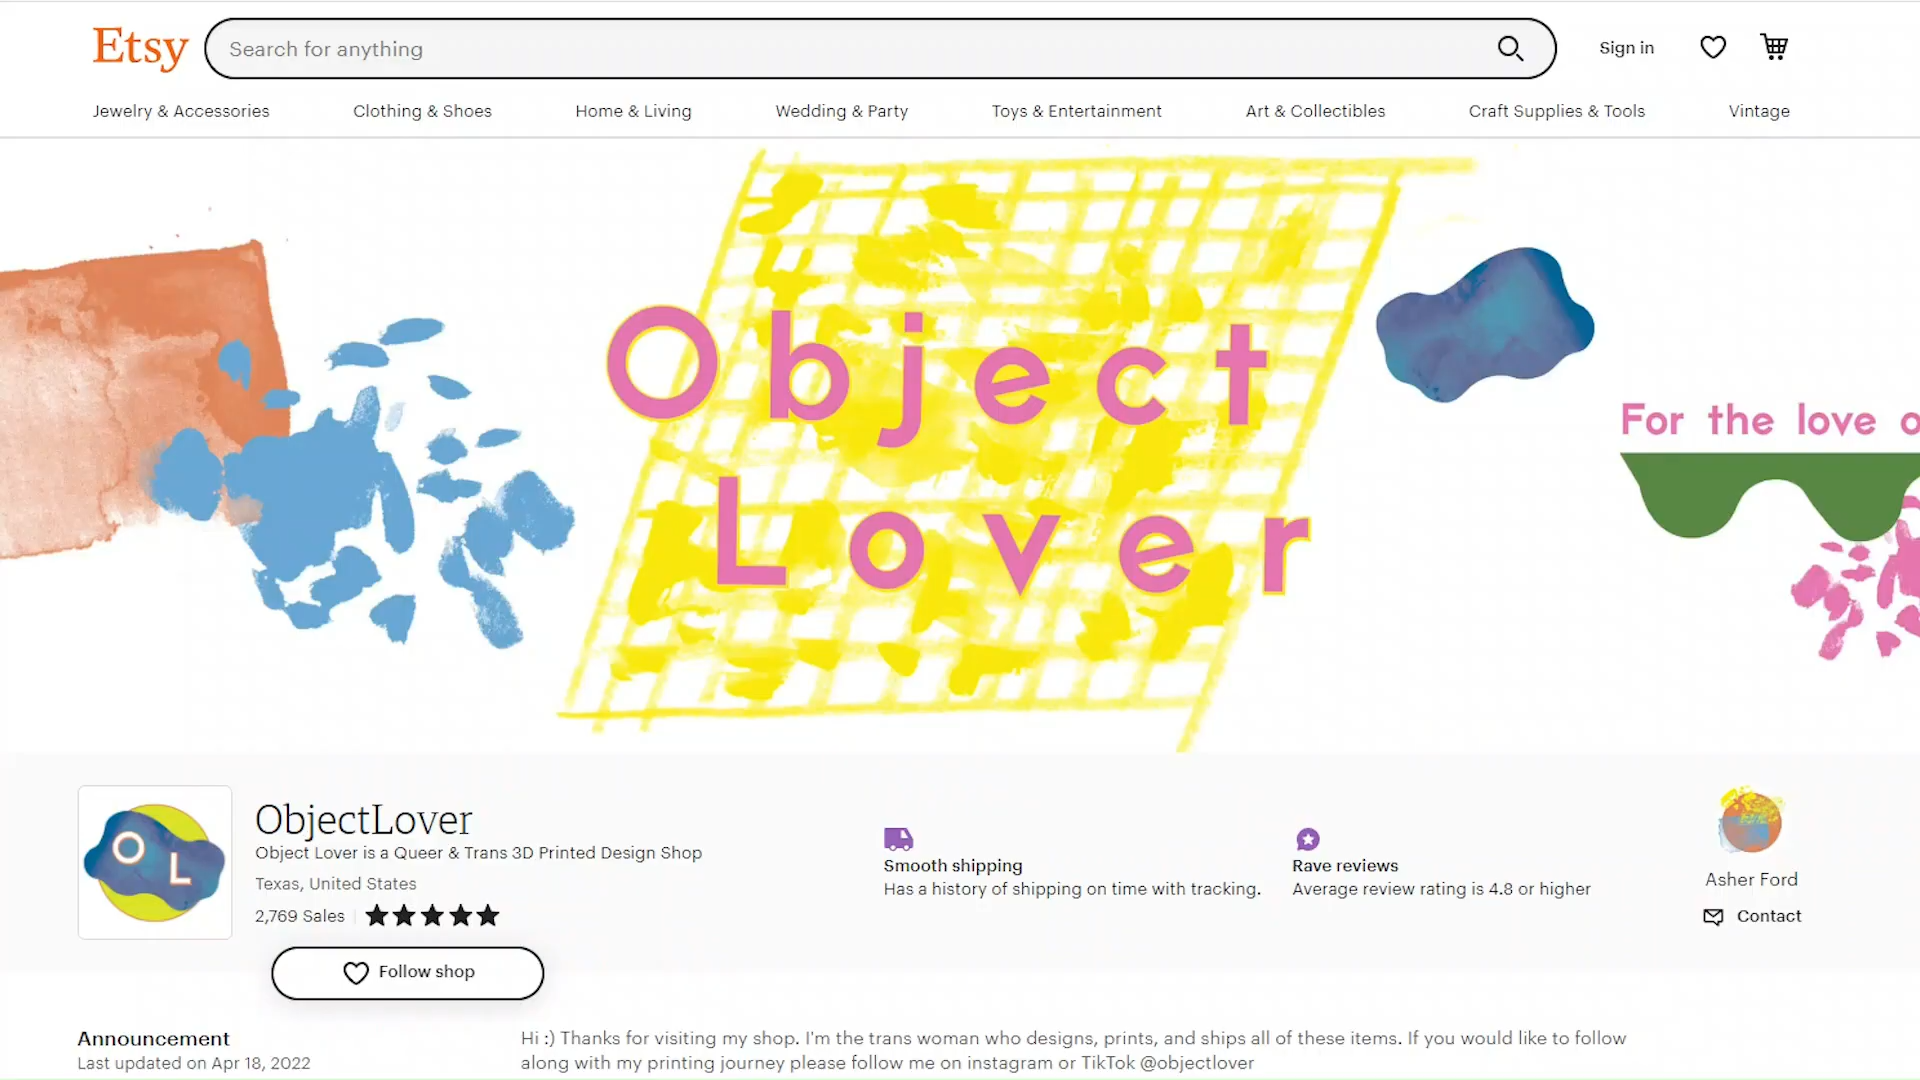 Etsy
Search for anything
Sign in
Jewelry & Accessories
Clothing & Shoes
Home & Living
Wedding & Party
Toys & Entertainment
Art & Collectibles
Craft Supplies & Tools
Vintage
Object
Lover
For the love o
O L
ObjectLover
Object Lover is a Queer & Trans 3D Printed Design Shop
Texas, United States
2,769 Sales
Follow shop
Smooth shipping
Has a history of shipping on time with tracking.
Rave reviews
Average review rating is 4.8 or higher
Asher Ford
Contact
Announcement
Last updated on Apr 18, 2022
Hi :) Thanks for visiting my shop. I'm the trans woman who designs, prints, and ships all of these items. If you would like to follow
along with my printing journey please follow me on instagram or TikTok @objectlover